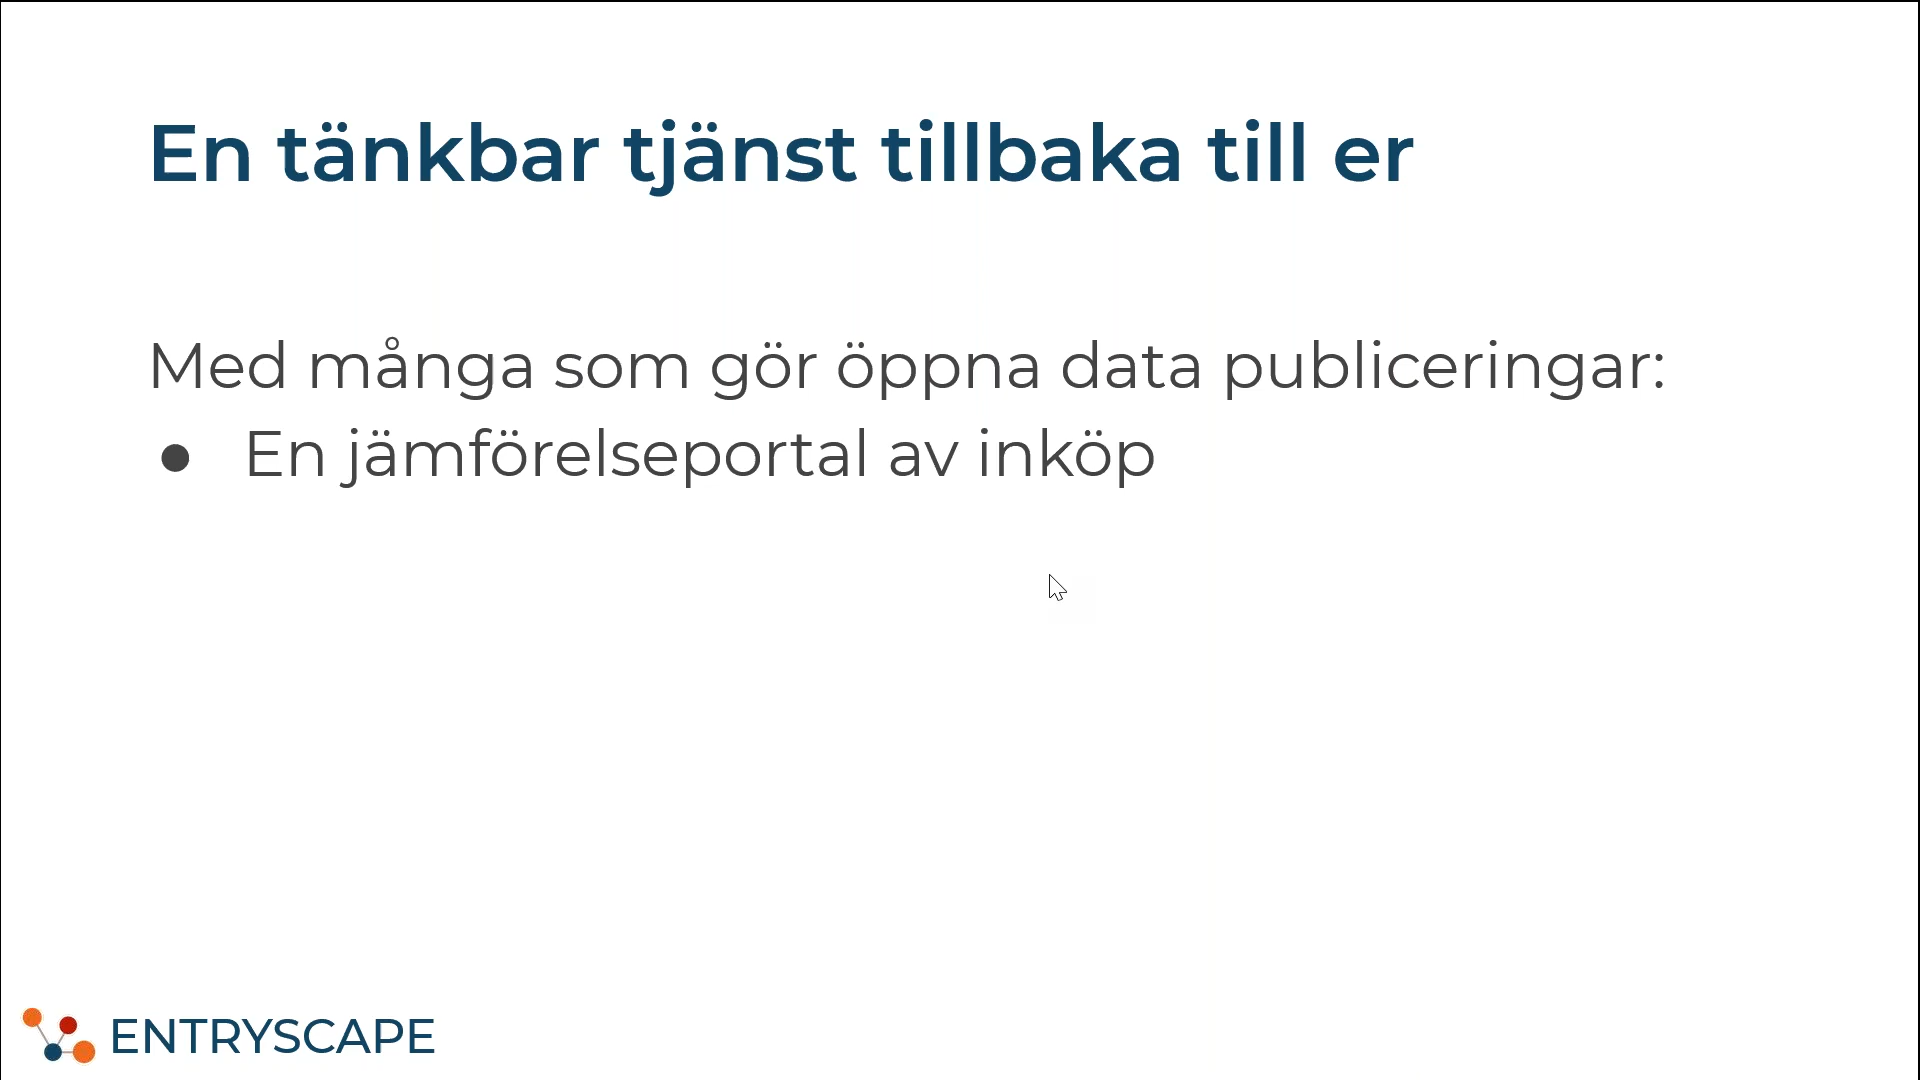 En tänkbar tjänst tillbaka till er
Med många som gör öppna data publiceringar:
● En jämförelseportal av inköp
ENTRYSCAPE